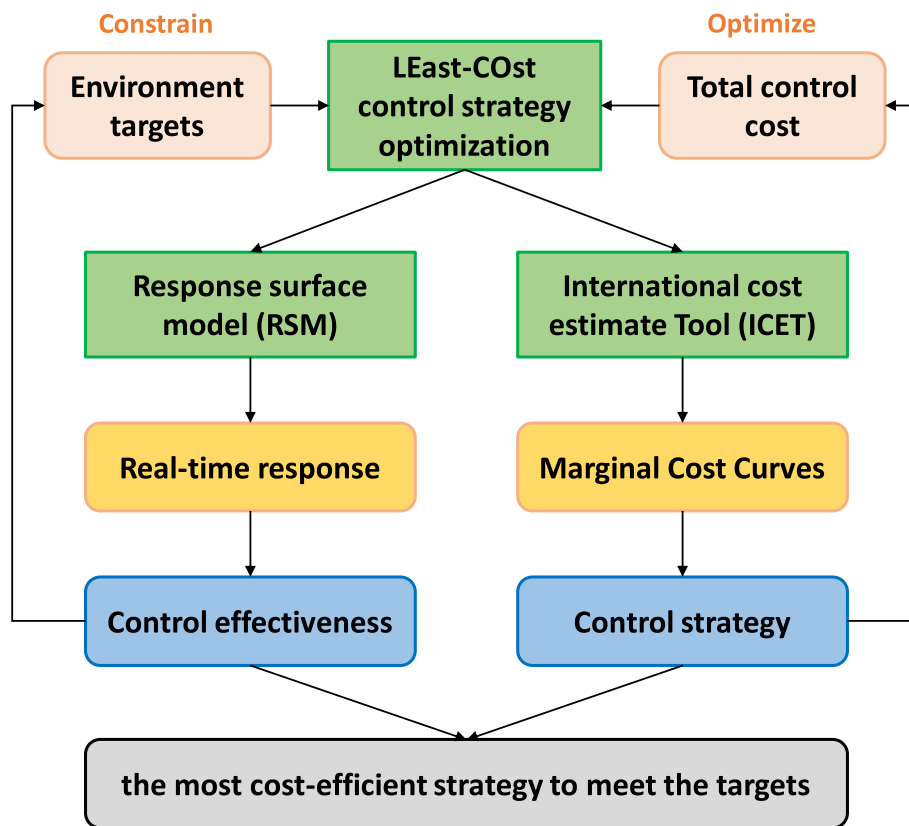 Constrain
Optimize
Environment
targets
LEast-COst
control strategy
optimization
Total control
cost
Response surface
model (RSM)
International cost
estimate Tool (ICET)
Real-time response
Marginal Cost Curves
Control effectiveness
Control strategy
the most cost-efficient strategy to meet the targets